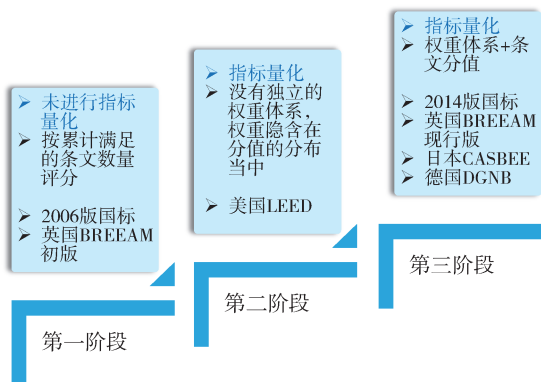 未进行指标
量化
按累计满足
的条文数量
评分
2006版国标
英国BREEAM
初版
第一阶段
指标量化
没有独立的
权重体系,
权重隐含在
分值的分布
当中
美国LEED
第二阶段
指标量化
权重体系+条
文分值
2014版国标
英国BREEAM
现行版
日本CASBEE
德国DGNB
第三阶段